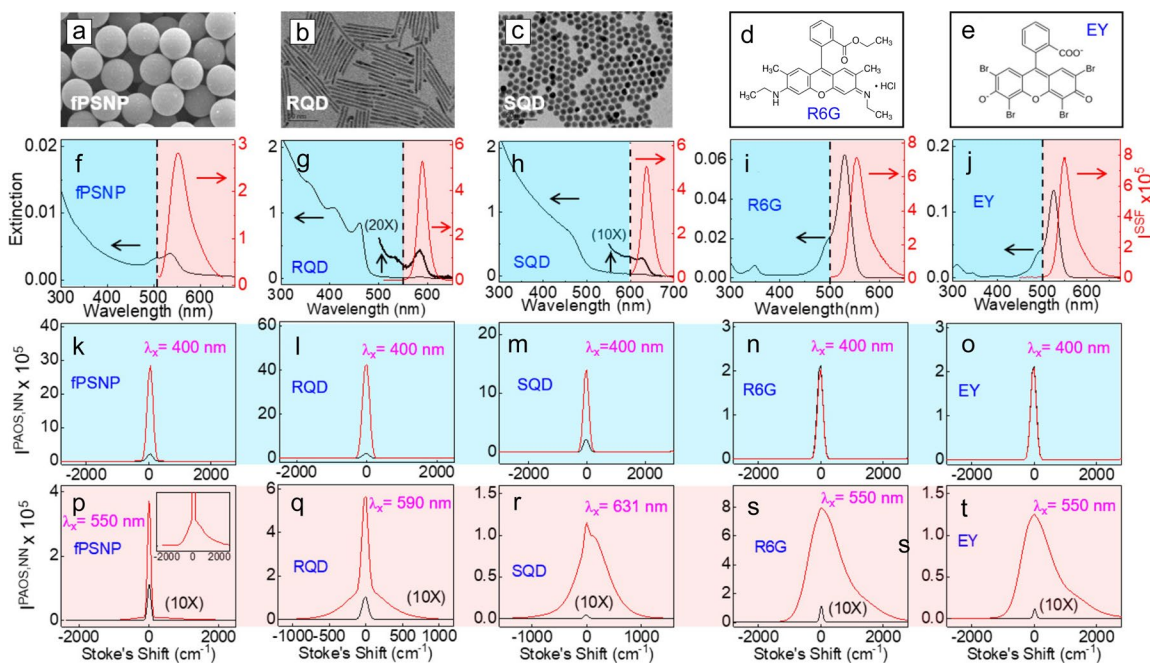 a
fPSNP
b
RQD
c
SQD
d
O
O
CH₃
H₃C
CH₃
• HCl
H₃C
N
H
O
N
CH₃
R6G
e
EY
COO⁻
Br
Br
O
O
Br
Br
f
fPSNP
0.02
0.01
0.00
Extinction
3
2
1
0
300 400 500 600
Wavelength (nm)
g
(20X)
RQD
2
1
0
6
4
2
0
300 400 500 600
Wavelength (nm)
h
(10X)
SQD
2
1
0
6
4
2
0
300 400 500 600 700
Wavelength (nm)
i
R6G
0.06
0.04
0.02
0.00
8
6
4
2
0
300 400 500 600
Wavelength(nm)
j
EY
0.2
0.1
0.0
8
6
4
2
0
300 400 500 600
Wavelength(nm)
I^SSF x 10⁵
k
λx= 400 nm
fPSNP
40
30
20
10
0
I^PAOS,NN x 10⁵
-2000 0 2000
l
λx= 400 nm
RQD
60
40
20
0
-2000 0 2000
m
λx=400 nm
SQD
20
10
0
-2000 0 2000
n
λx= 400 nm
R6G
3
2
1
0
-2000 0 2000
o
λx= 400 nm
EY
3
2
1
0
-2000 0 2000
p
λx= 550 nm
fPSNP
-2000 0 2000
(10X)
4
2
0
I^PAOS,NN x 10⁵
-2000 0 2000
Stoke's Shift (cm⁻¹)
q
λx= 590 nm
RQD
(10X)
6
4
2
0
-1000 -500 0 500 1000
Stoke's Shift (cm⁻¹)
r
λx= 631 nm
SQD
(10X)
1.5
1.0
0.5
0.0
-1000 0 1000
Stoke's Shift (cm⁻¹)
s
λx= 550 nm
R6G
s
(10X)
8
6
4
2
0
-2000 0 2000
Stoke's Shift (cm⁻¹)
t
λx= 550 nm
EY
(10X)
1.5
1.0
0.5
0.0
-2000 0 2000
Stoke's Shift (cm⁻¹)